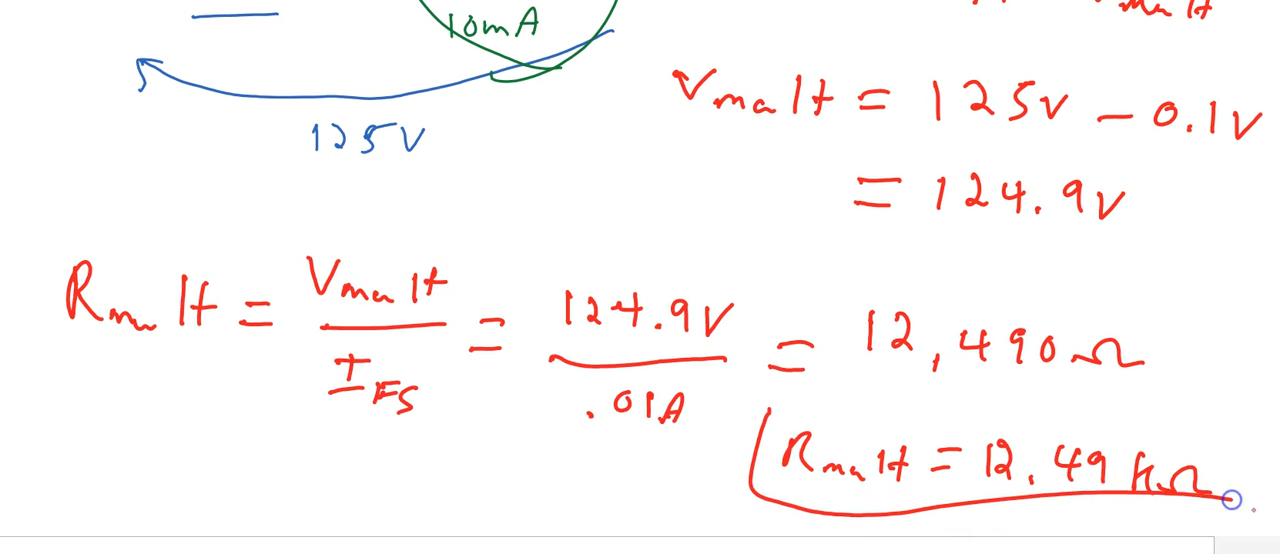 10mA
125V
Vmult = 125V - 0.1V
= 124.9V
Rmult = Vmult / IFS = 124.9V / .01A = 12,490Ω
Rmult = 12.49 kΩ